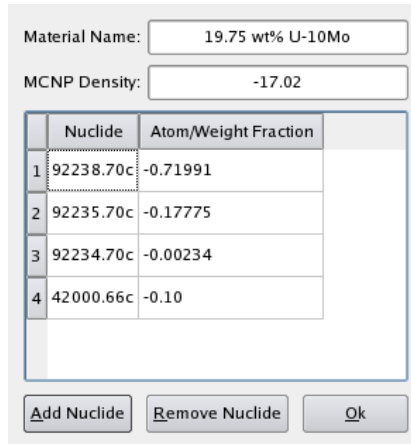 Material Name: 19.75 wt% U-10Mo
MCNP Density: -17.02
Nuclide Atom/Weight Fraction
1 92238.70c -0.71991
2 92235.70c -0.17775
3 92234.70c -0.00234
4 42000.66c -0.10
Add Nuclide Remove Nuclide Ok